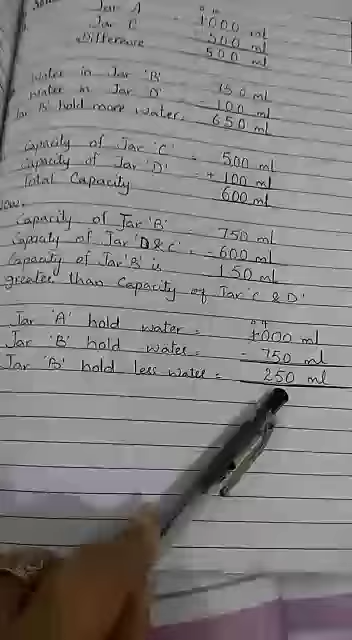 Jar A 1000 ml
Jar C - 500 ml
Difference 500 ml
Water in Jar 'B' 750 ml
Water in Jar 'D' - 100 ml
Jar B' hold more water. 650 ml
Capacity of Jar 'C' = 500 ml
Capacity of Jar 'D' = + 100 ml
Total Capacity 600 ml
Now,
Capacity of Jar 'B' 750 ml
Capacity of Jar 'D & C' = - 600 ml
Capacity of Jar 'B' is 150 ml
greater than Capacity of Jar 'C & D'
Jar 'A' hold water = 1000 ml
Jar 'B' hold water = - 750 ml
Jar 'B' hold less water = 250 ml